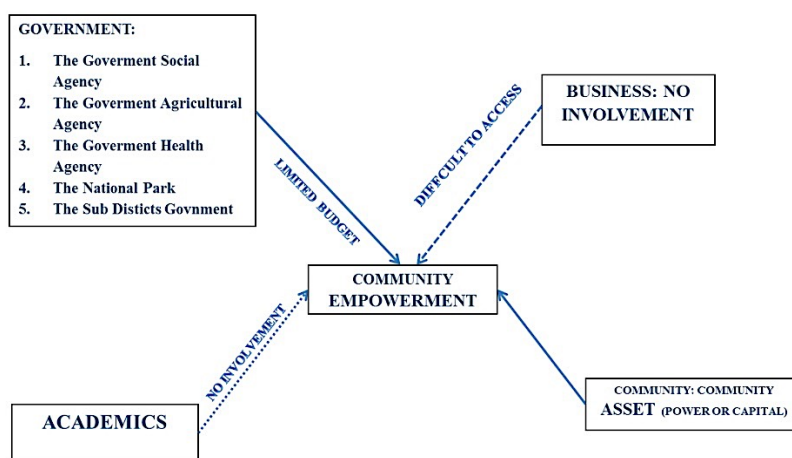 GOVERNMENT:
1. The Goverment Social
Agency
2. The Goverment Agricultural
Agency
3. The Goverment Health
Agency
4. The National Park
5. The Sub Disticts Govnment
BUSINESS: NO
INVOLVEMENT
DIFFCULT TO ACCESS
LIMITED BUDGET
COMMUNITY
EMPOWERMENT
NO INVOLVEMENT
ACADEMICS
COMMUNITY: COMMUNITY
ASSET (POWER OR CAPITAL)